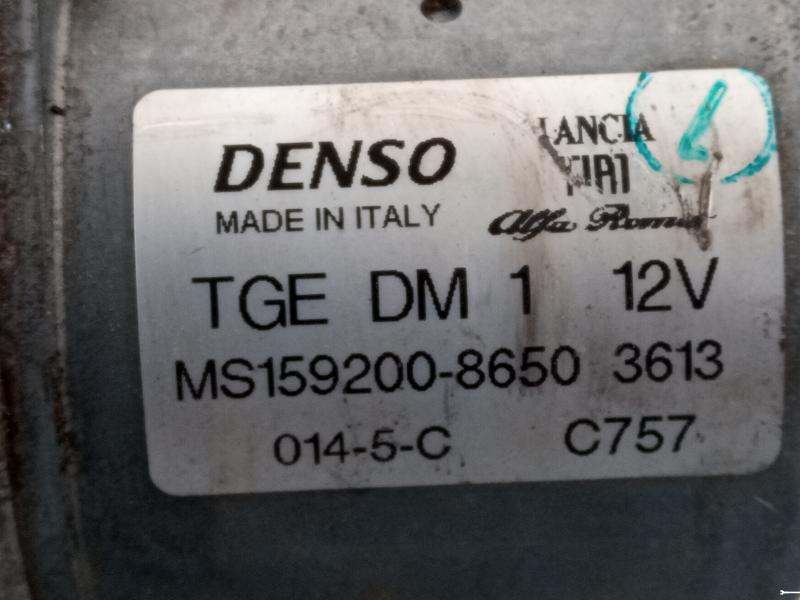 DENSO
MADE IN ITALY
LANCIA
FIAT
Alfa Romeo
TGE DM 1 12V
MS159200-8650 3613
014-5-C C757